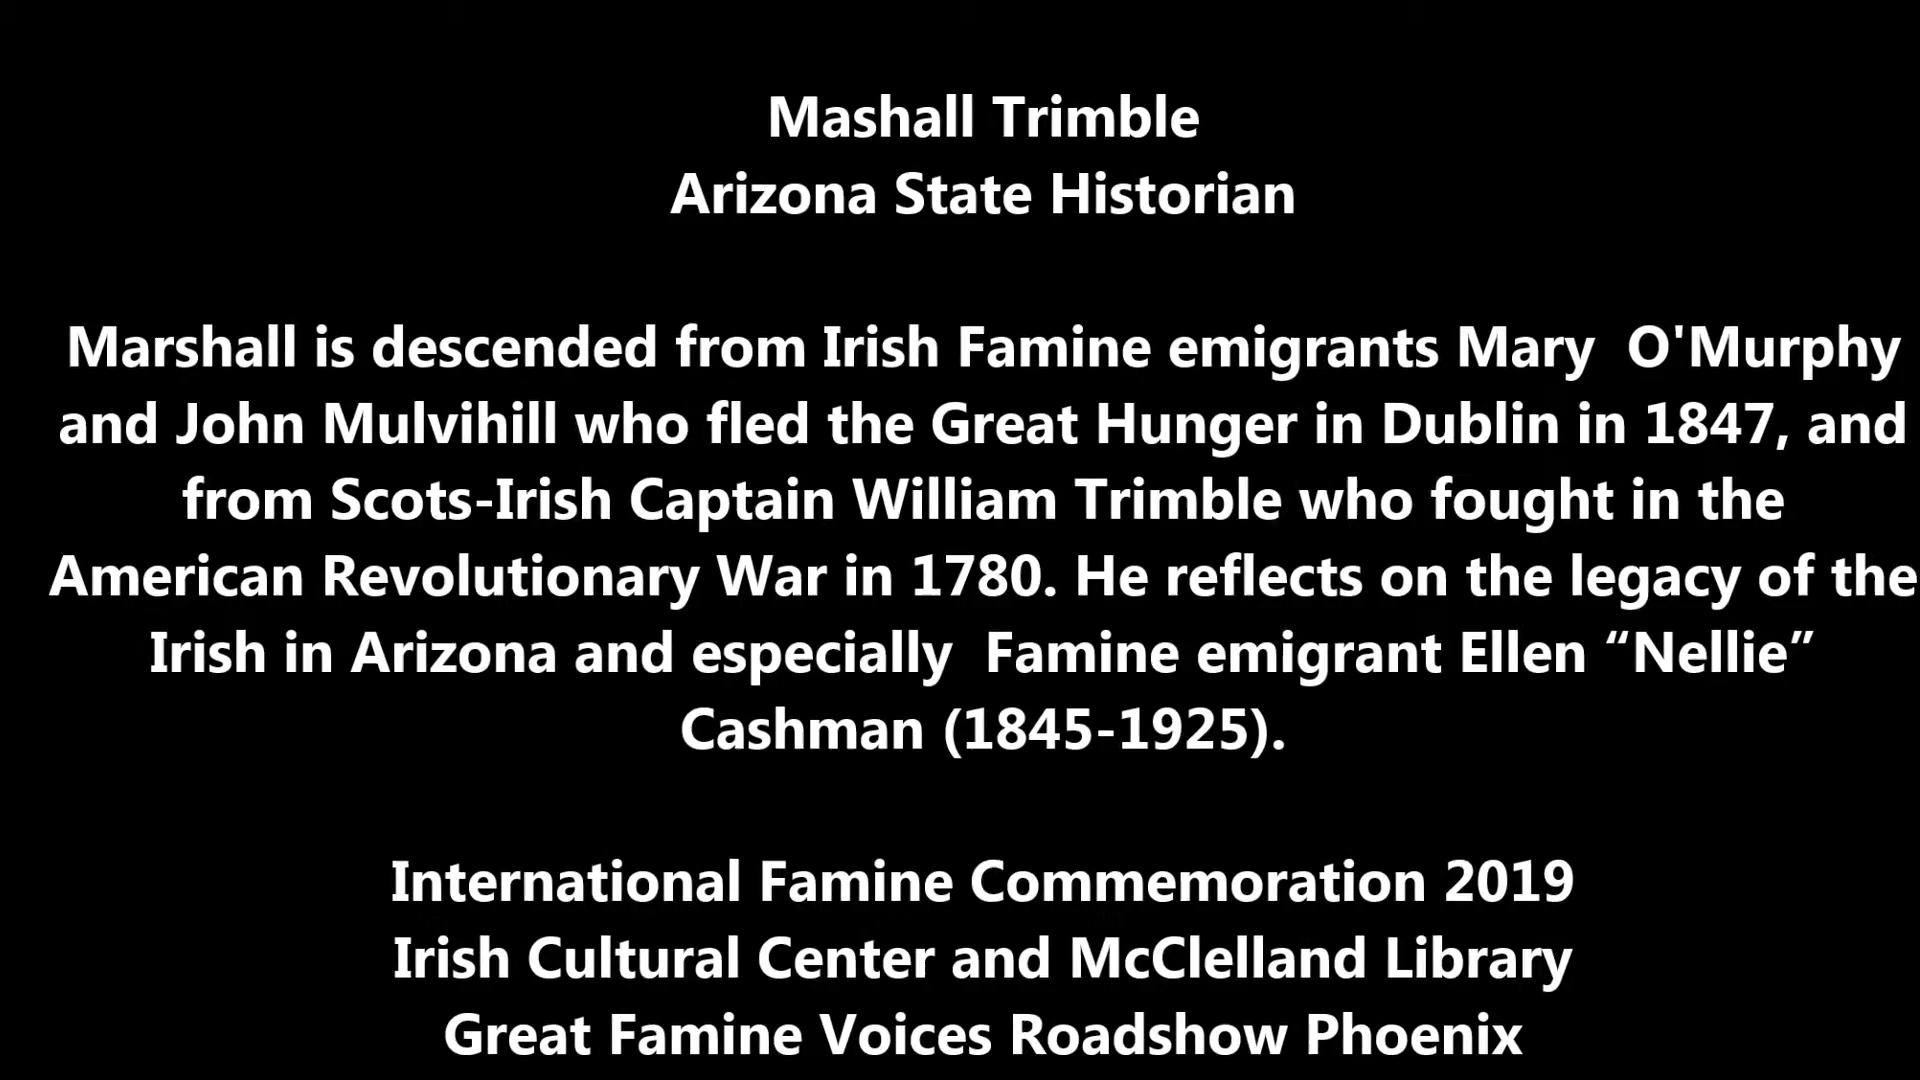 Mashall Trimble
Arizona State Historian
Marshall is descended from Irish Famine emigrants Mary  O'Murphy
and John Mulvihill who fled the Great Hunger in Dublin in 1847, and
from Scots-Irish Captain William Trimble who fought in the
American Revolutionary War in 1780. He reflects on the legacy of the
Irish in Arizona and especially  Famine emigrant Ellen “Nellie”
Cashman (1845-1925).
International Famine Commemoration 2019
Irish Cultural Center and McClelland Library
Great Famine Voices Roadshow Phoenix